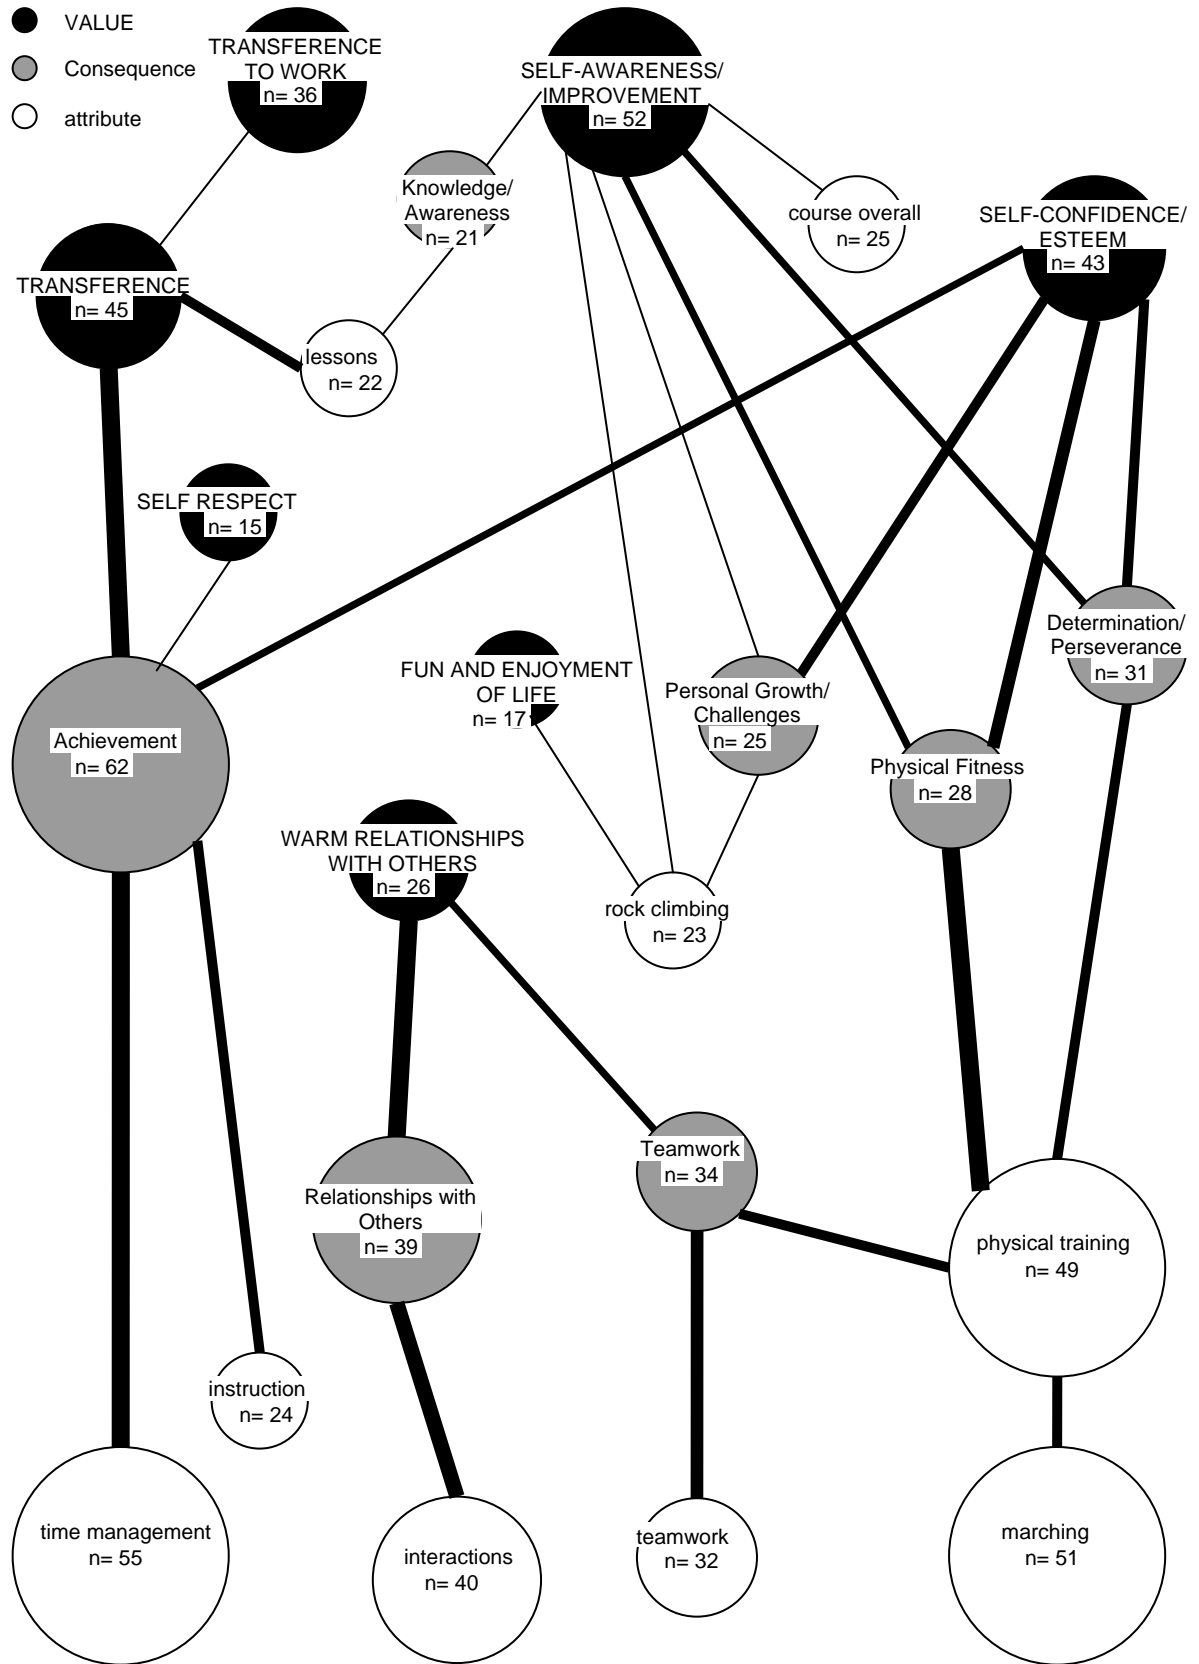 VALUE
Consequence
attribute
TRANSFERENCE
TO WORK
n= 36
SELF-AWARENESS/
IMPROVEMENT
n= 52
Knowledge/
Awareness
n= 21
course overall
n= 25
SELF-CONFIDENCE/
ESTEEM
n= 43
TRANSFERENCE
n= 45
lessons
n= 22
SELF RESPECT
n= 15
Determination/
Perseverance
n= 31
FUN AND ENJOYMENT
OF LIFE
n= 17
Personal Growth/
Challenges
n= 25
Achievement
n= 62
Physical Fitness
n= 28
WARM RELATIONSHIPS
WITH OTHERS
n= 26
rock climbing
n= 23
Teamwork
n= 34
Relationships with
Others
n= 39
physical training
n= 49
instruction
n= 24
time management
n= 55
interactions
n= 40
teamwork
n= 32
marching
n= 51